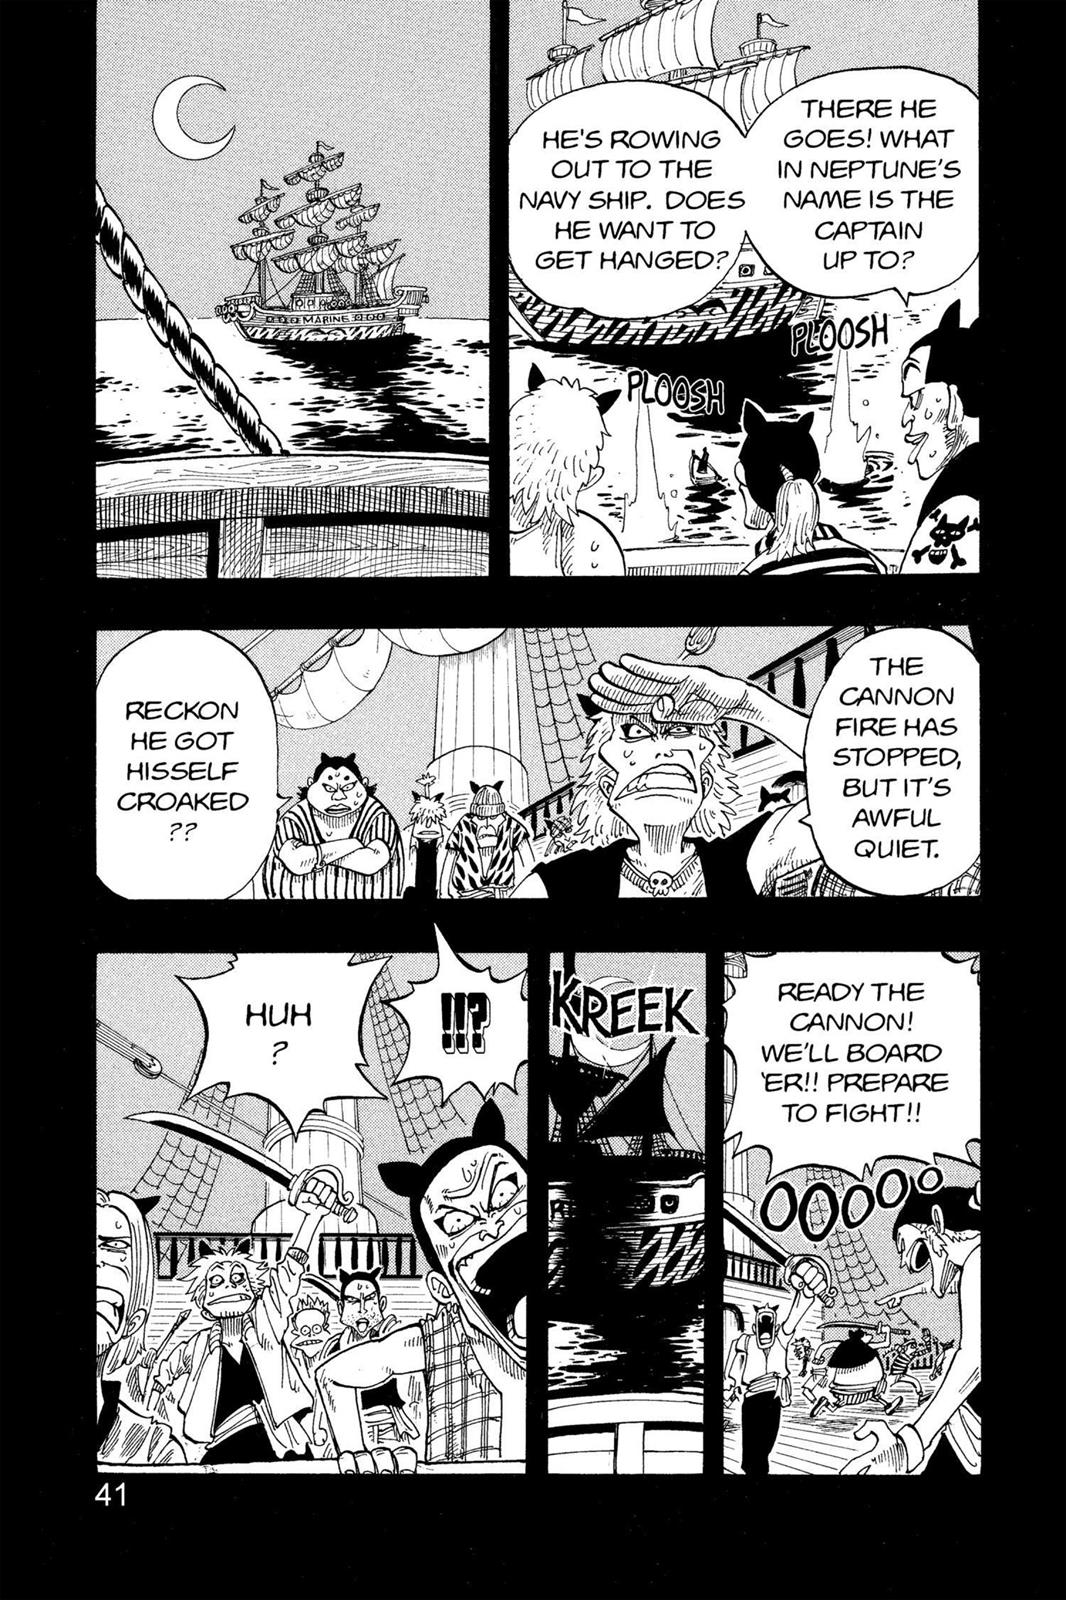 THERE HE
GOES! WHAT
IN NEPTUNE'S
NAME IS THE
CAPTAIN
UP TO?
HE'S ROWING
OUT TO THE
NAVY SHIP. DOES
HE WANT TO
GET HANGED?
PLOOSH
PLOOSH
MARINE
THE
CANNON
FIRE HAS
STOPPED,
BUT IT'S
AWFUL
QUIET.
RECKON
HE GOT
HISSELF
CROAKED
??
READY THE
CANNON!
WE'LL BOARD
'ER!! PREPARE
TO FIGHT!!
OOOOO
KREEK
!!?
HUH
?
41